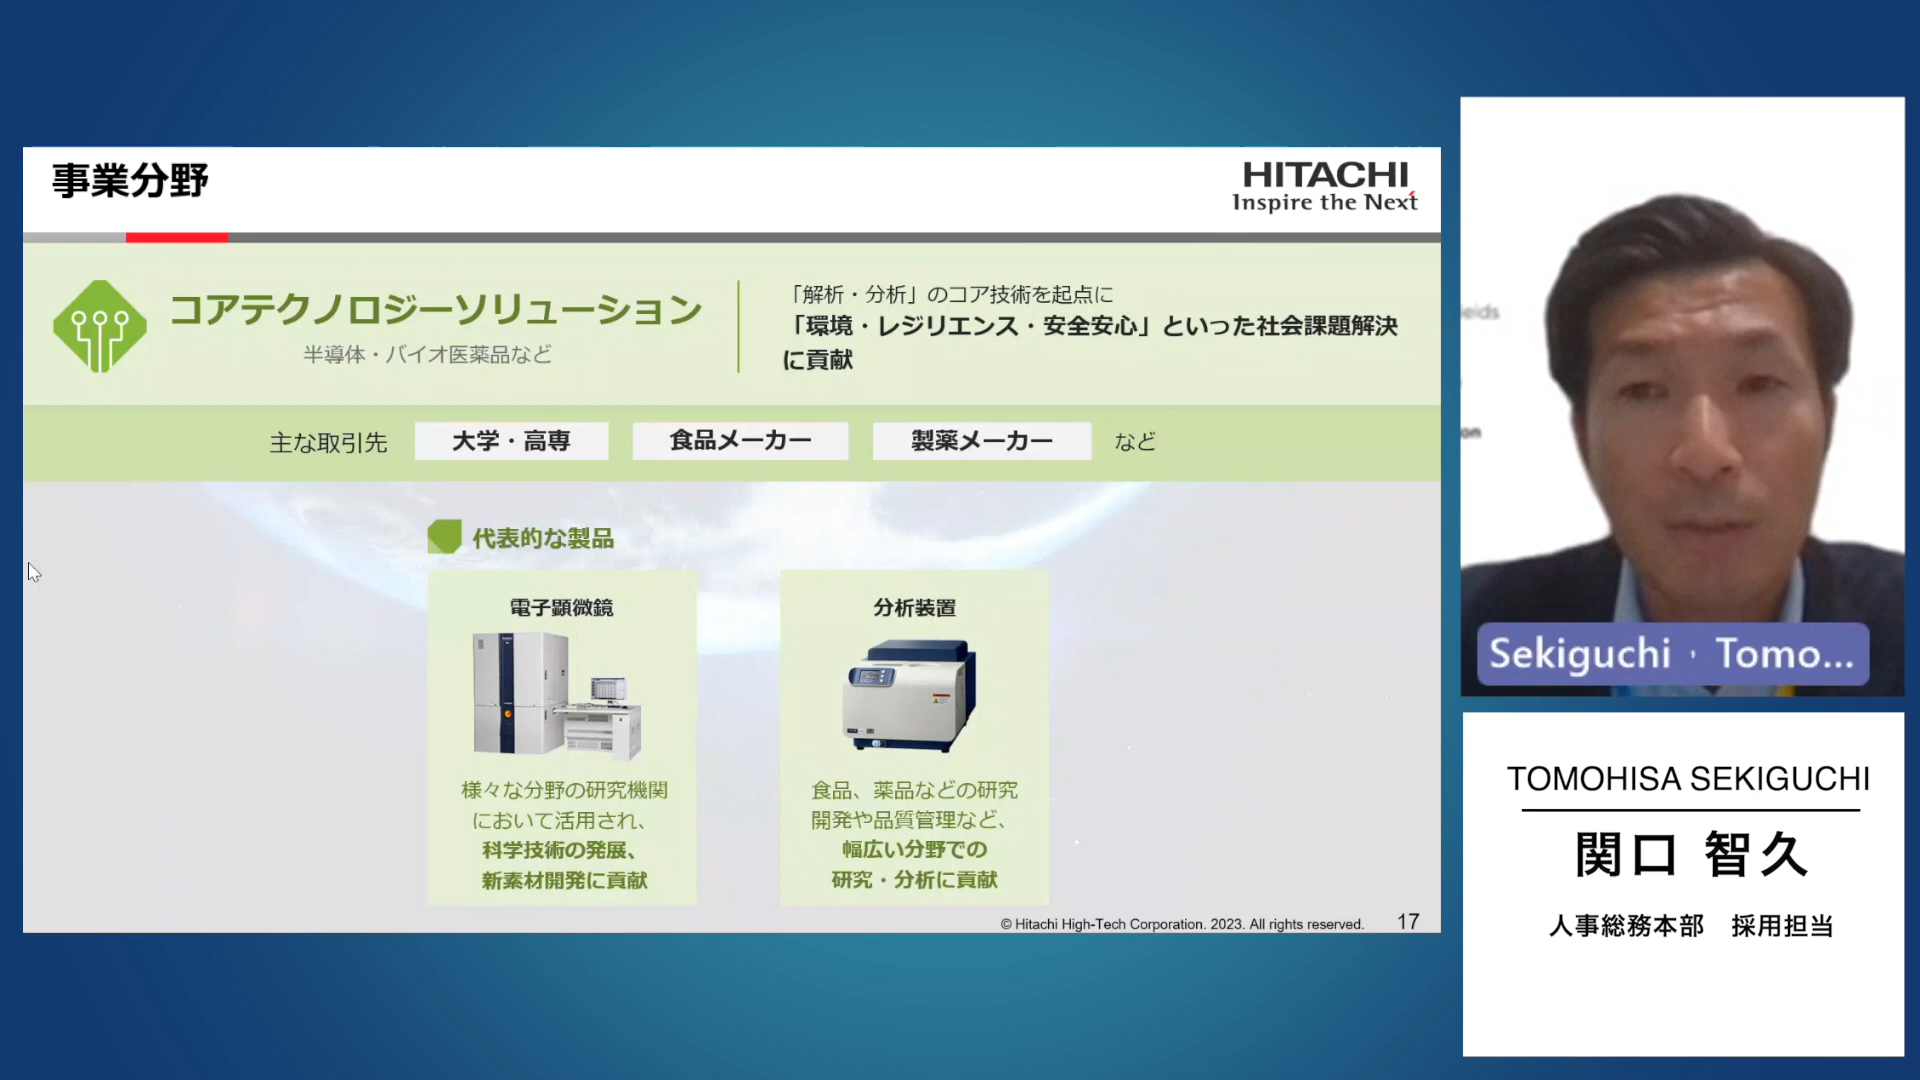 事業分野
HITACHI
Inspire the Next
コアテクノロジーソリューション
半導体・バイオ医薬品など
「解析・分析」のコア技術を起点に
「環境・レジリエンス・安全安心」といった社会課題解決
に貢献
主な取引先
大学・高専
食品メーカー
製薬メーカー
など
代表的な製品
電子顕微鏡
様々な分野の研究機関
において活用され、
科学技術の発展、
新素材開発に貢献
分析装置
食品、薬品などの研究
開発や品質管理など、
幅広い分野での
研究・分析に貢献
© Hitachi High-Tech Corporation. 2023. All rights reserved.
17
Sekiguchi・Tomo...
TOMOHISA SEKIGUCHI
関口 智久
人事総務本部　採用担当